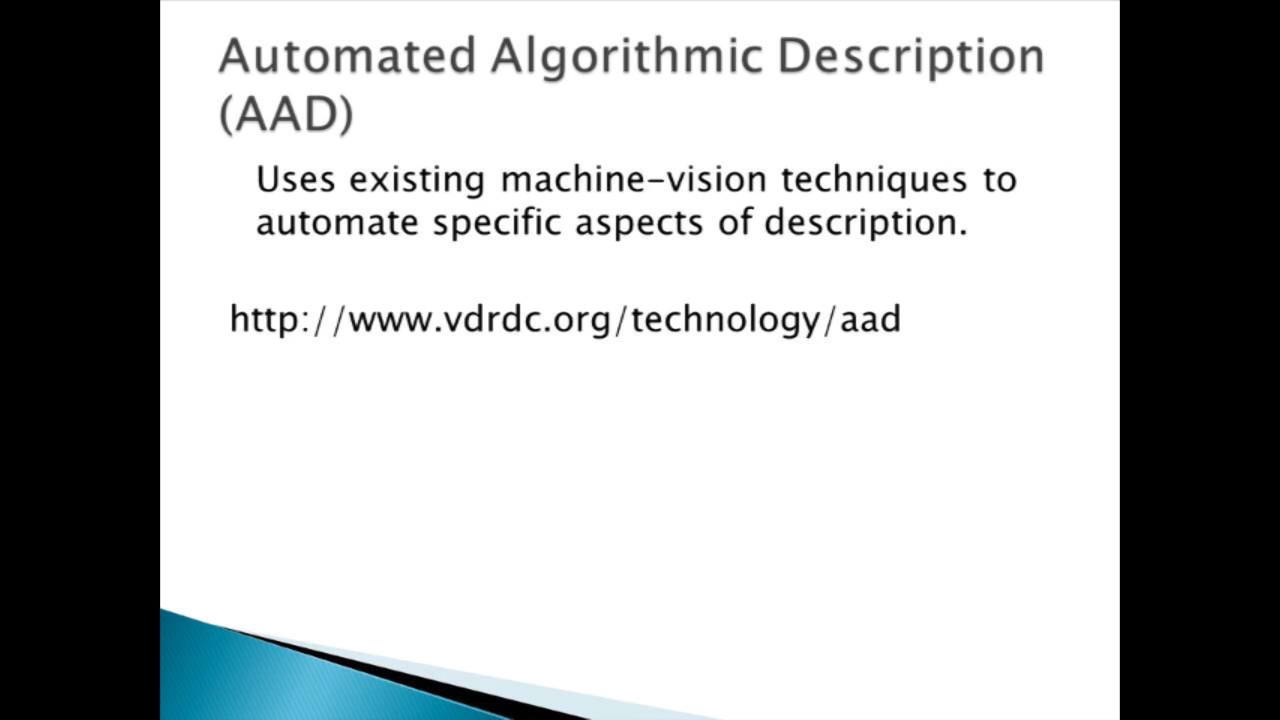 Automated Algorithmic Description
(AAD)
Uses existing machine-vision techniques to
automate specific aspects of description.
http://www.vdrdc.org/technology/aad